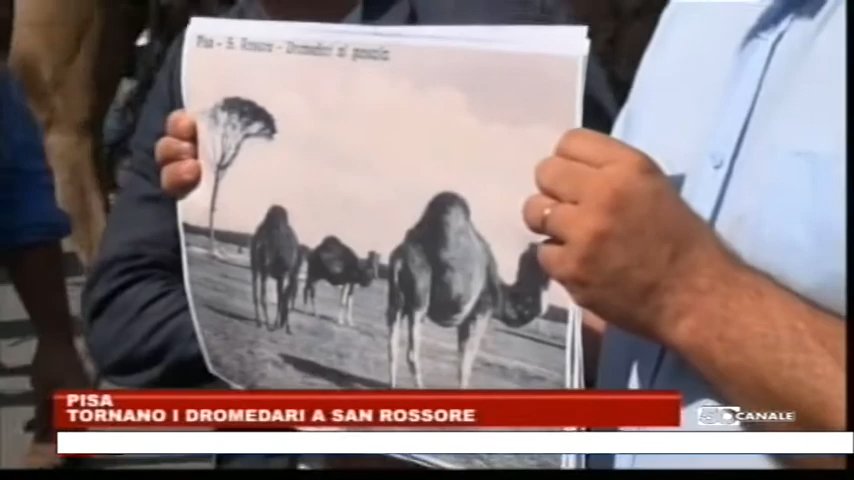 Pisa - S. Rossore - Dromedari al pascolo
PISA
TORNANO I DROMEDARI A SAN ROSSORE
50 CANALE